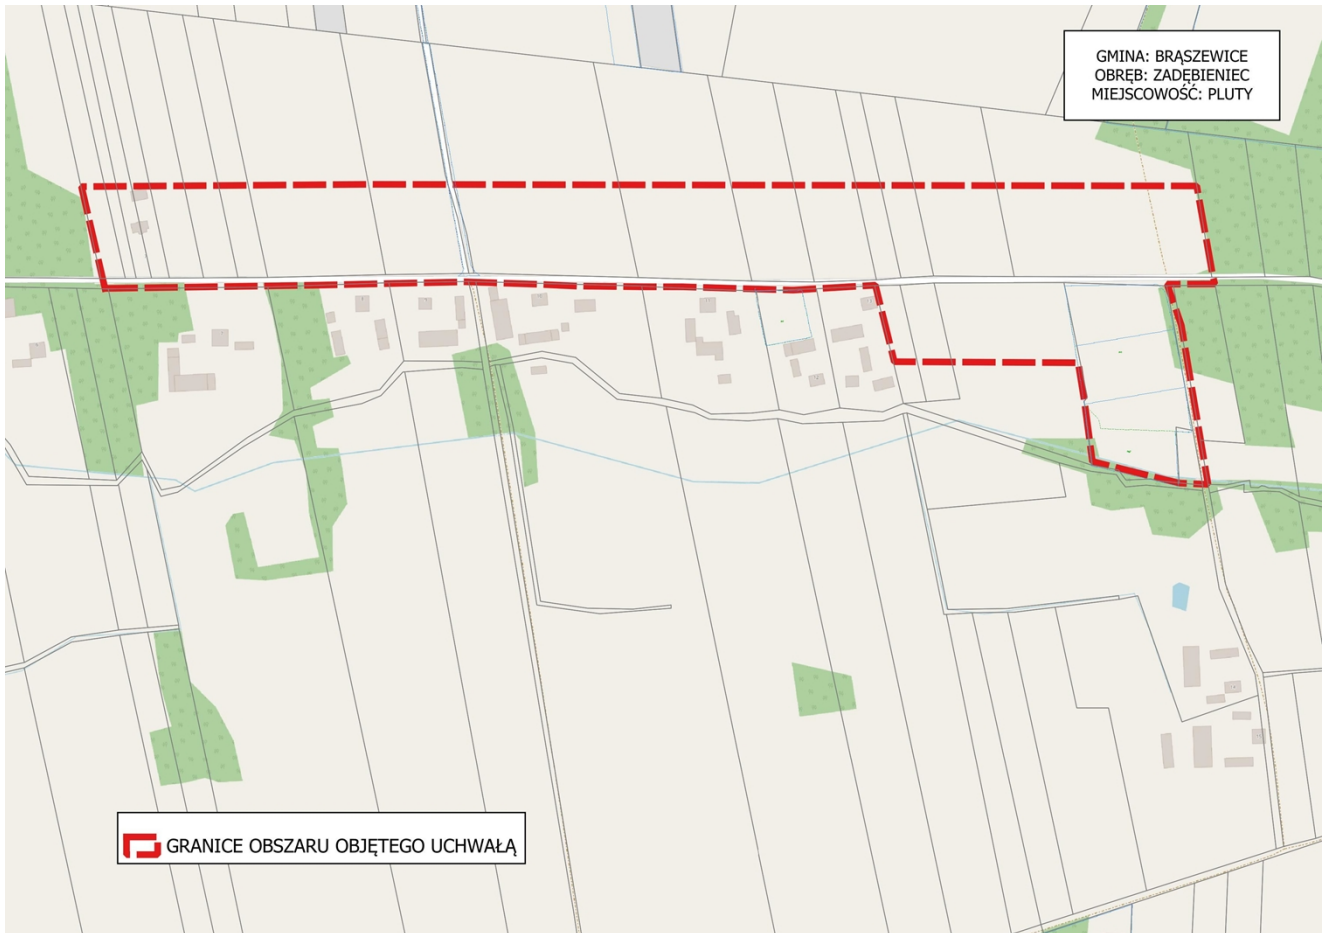 GMINA: BRĄSZEWICE
OBRĘB: ZADĘBIENIEC
MIEJSCOWOŚĆ: PLUTY
GRANICE OBSZARU OBJĘTEGO UCHWAŁĄ